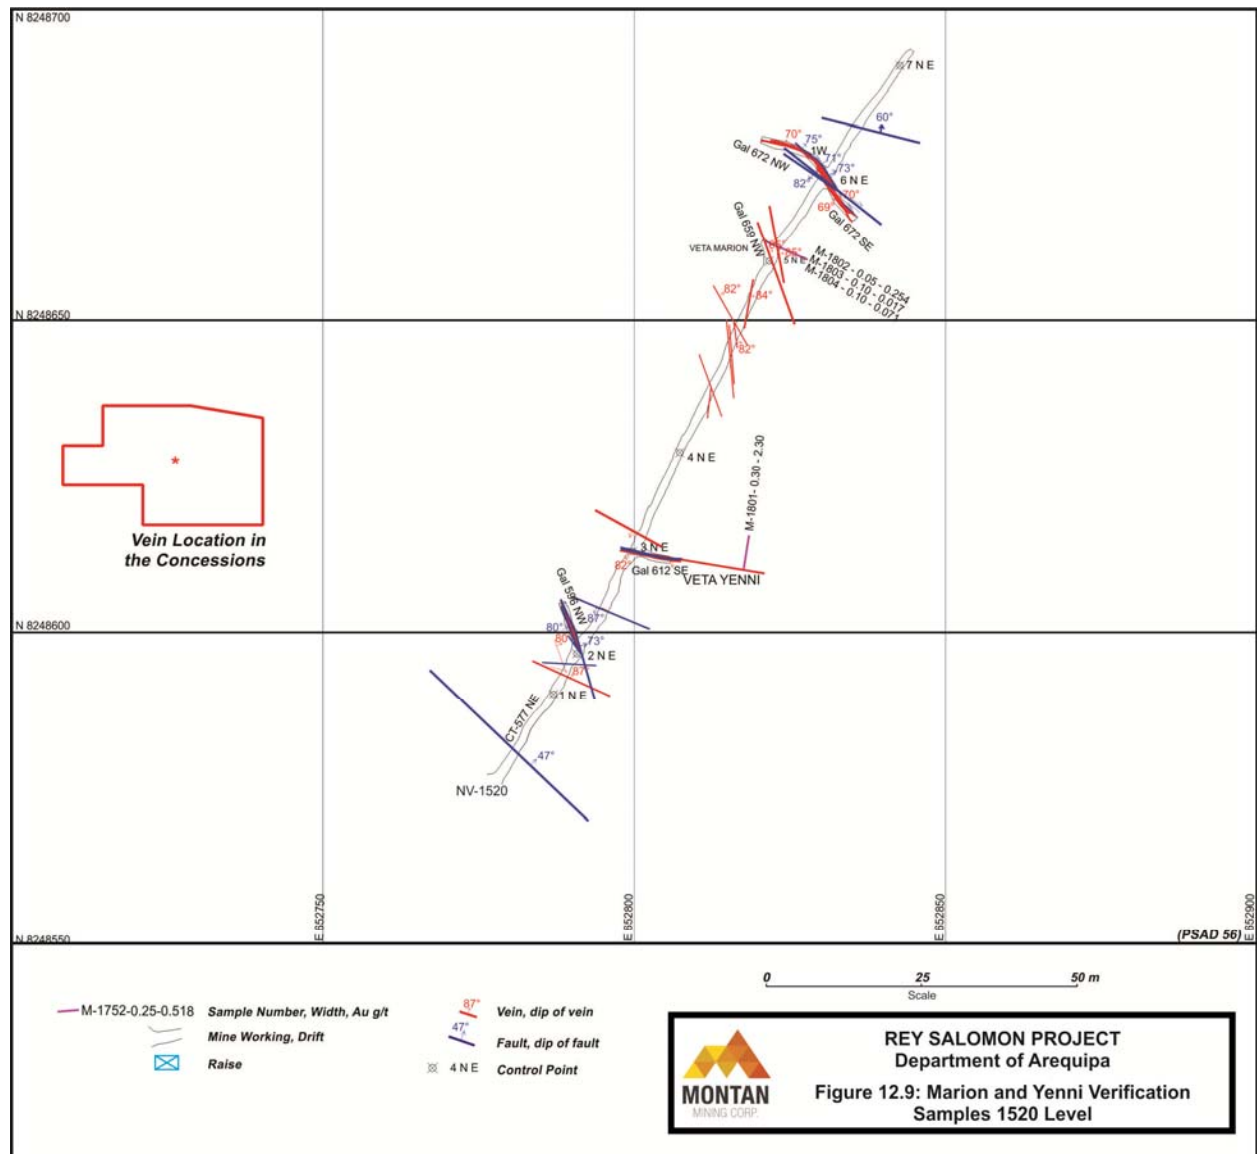 N 8248700
7 N E
60°
70°
75°
1W
71°
73°
Gal 672 NW
82°
6 N E
70°
69°
Gal 672 SE
Gal 659 NW
VETA MARION
85°
5 N E
M-1802 - 0.05 - 0.254
M-1803 - 0.10 - 0.017
M-1804 - 0.10 - 0.071
82°
84°
N 8248650
82°
4 N E
M-1801- 0.30 - 2.30
Vein Location in
the Concessions
3 N E
82°
Gal 612 SE
VETA YENNI
Gal 596 NW
87°
80°
N 8248600
80
73°
2 N E
87°
1 N E
CT-577 NE
47°
NV-1520
E 652750
E 652800
E 652850
E 652900
N 8248550
(PSAD 56)
0 25 50 m
Scale
M-1752-0.25-0.518 Sample Number, Width, Au g/t
Mine Working, Drift
Raise
87° Vein, dip of vein
47° Fault, dip of fault
4 N E Control Point
MONTAN
MINING CORP.
REY SALOMON PROJECT
Department of Arequipa
Figure 12.9: Marion and Yenni Verification
Samples 1520 Level